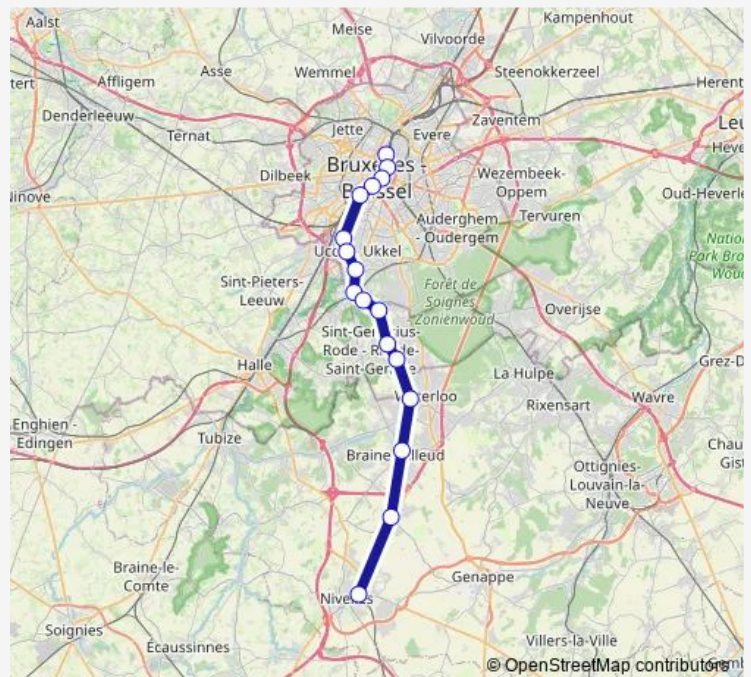 Aalst
Meise
Kampenhout
Vilvoorde
Asse
Wemmel
Steenokkerzeel
tert
Affligem
Herent
Denderleeuw
Zaventem
Ternat
Jette
Evere
Leu
Heve
Bruxelles -
Brussel
Dilbeek
Wezembeek-
Oppem
Oud-Heverle
Ninove
Auderghem
- Oudergem
Tervuren
Natio
Park Bra
Wou
Ukkel
Sint-Pieters-
Leeuw
Forêt de
Soignes -
Zoniënwoud
Overijse
Sint-Genesius-
Rode - Rhode-
Saint-Genèse
Halle
La Hulpe
Grez-D
Waterloo
Rixensart
Wavre
Enghien -
Edingen
Tubize
Chau
Gist
Braine-l'Alleud
Ottignies-
Louvain-la-
Neuve
Braine-le-
Comte
Genappe
Nivelles
Soignies
Écaussinnes
Villers-la-Ville
© OpenStreetMap contributors